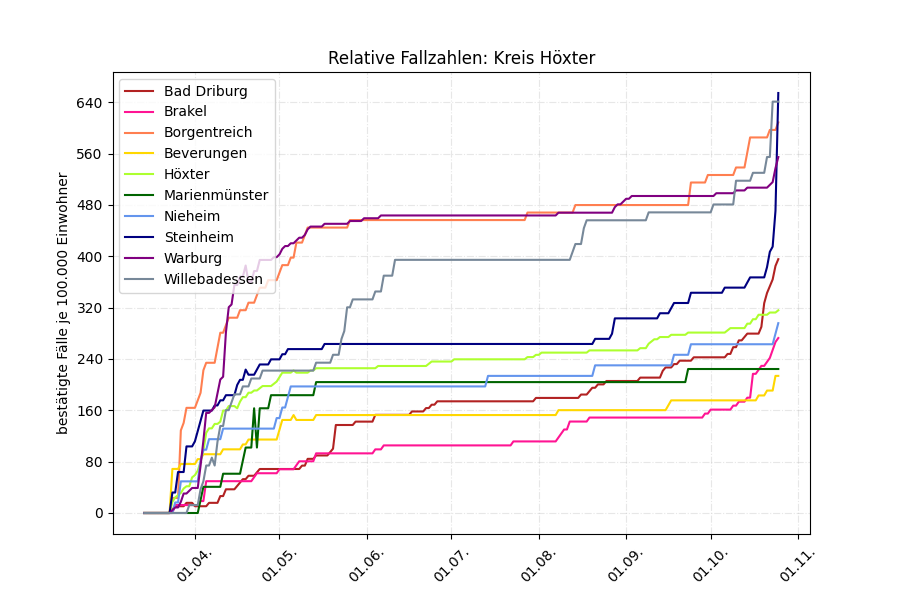 Relative Fallzahlen: Kreis Höxter
bestätigte Fälle je 100.000 Einwohner
640
560
480
400
320
240
160
80
0
Bad Driburg
Brakel
Borgentreich
Beverungen
Höxter
Marienmünster
Nieheim
Steinheim
Warburg
Willebadessen
01.04.
01.05.
01.06.
01.07.
01.08.
01.09.
01.10.
01.11.